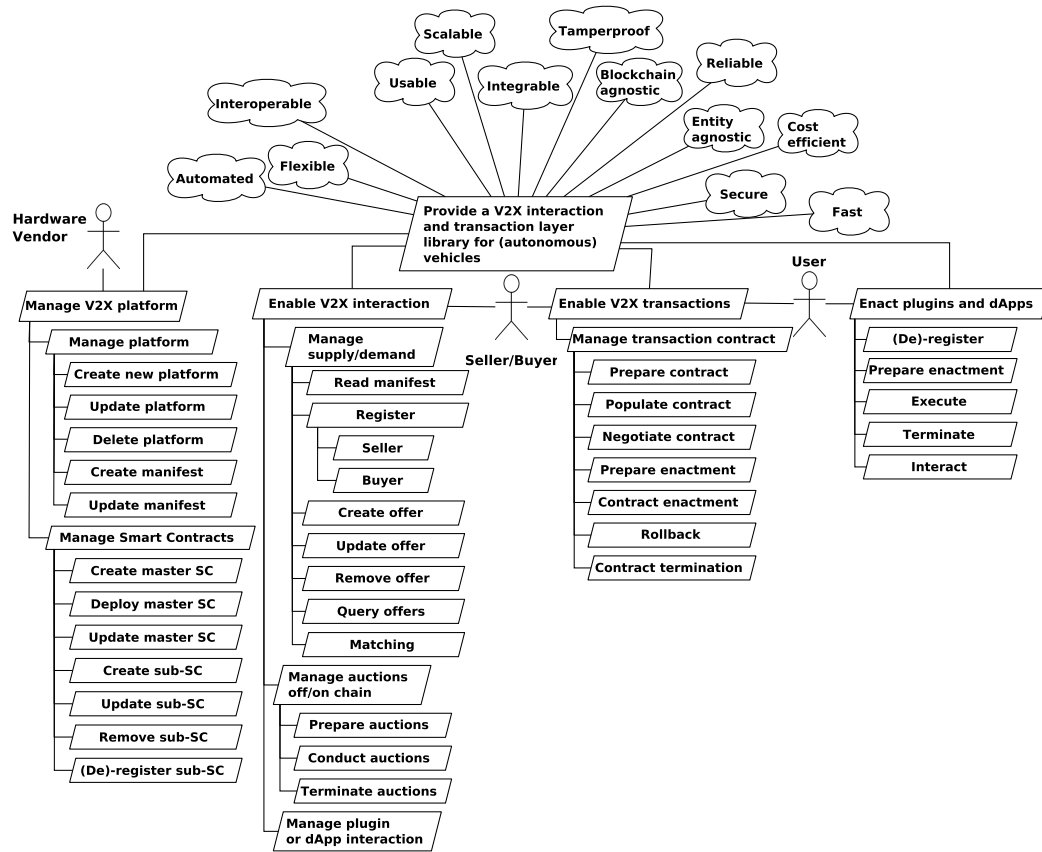 Scalable
Tamperproof
Reliable
Usable
Integrable
Blockchain
agnostic
Interoperable
Entity
agnostic
Cost
efficient
Flexible
Automated
Secure
Fast
Hardware
Vendor
Provide a V2X interaction
and transaction layer
library for (autonomous)
vehicles
User
Seller/Buyer
Manage V2X platform
Manage platform
Create new platform
Update platform
Delete platform
Create manifest
Update manifest
Manage Smart Contracts
Create master SC
Deploy master SC
Update master SC
Create sub-SC
Update sub-SC
Remove sub-SC
(De)-register sub-SC
Enable V2X interaction
Manage
supply/demand
Read manifest
Register
Seller
Buyer
Create offer
Update offer
Remove offer
Query offers
Matching
Manage auctions
off/on chain
Prepare auctions
Conduct auctions
Terminate auctions
Manage plugin
or dApp interaction
Enable V2X transactions
Manage transaction contract
Prepare contract
Populate contract
Negotiate contract
Prepare enactment
Contract enactment
Rollback
Contract termination
Enact plugins and dApps
(De)-register
Prepare enactment
Execute
Terminate
Interact